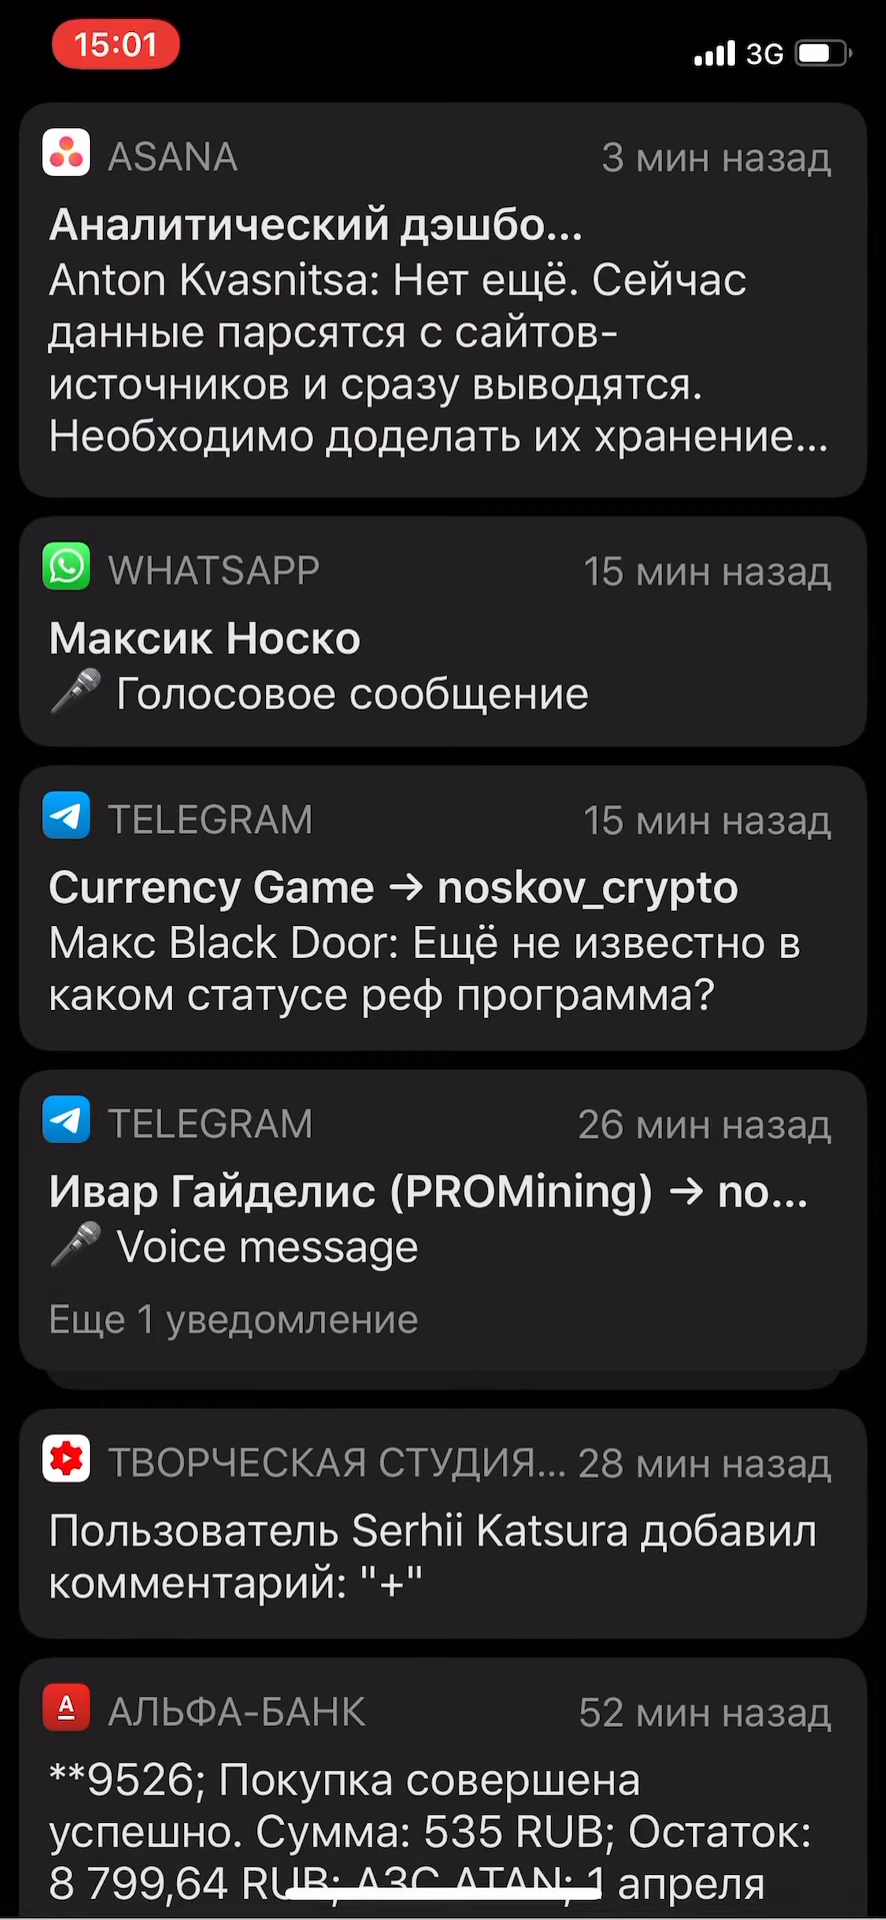 15:01
3G
ASANA
3 мин назад
Аналитический дэшбо...
Anton Kvasnitsa: Нет ещё. Сейчас
данные парсятся с сайтов-
источников и сразу выводятся.
Необходимо доделать их хранение...
WHATSAPP
15 мин назад
Максик Носко
Голосовое сообщение
TELEGRAM
15 мин назад
Currency Game → noskov_crypto
Макс Black Door: Ещё не известно в
каком статусе реф программа?
TELEGRAM
26 мин назад
Ивар Гайделис (PROMining) → no...
Voice message
Еще 1 уведомление
ТВОРЧЕСКАЯ СТУДИЯ...
28 мин назад
Пользователь Serhii Katsura добавил
комментарий: "+"
АЛЬФА-БАНК
52 мин назад
**9526; Покупка совершена
успешно. Сумма: 535 RUB; Остаток:
8 799,64 RUB; АЗС ATAN; 1 апреля